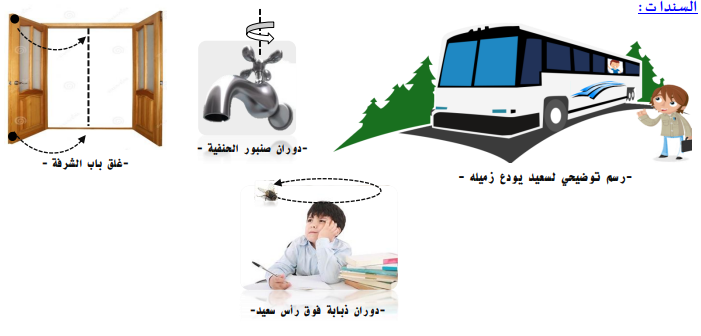 السندات:
-غلق باب الشرفة -
-دوران صنبور الحنفية -
-رسم توضيحي لسعيد يودع زميله -
-دوران ذبابة فوق رأس سعيد-